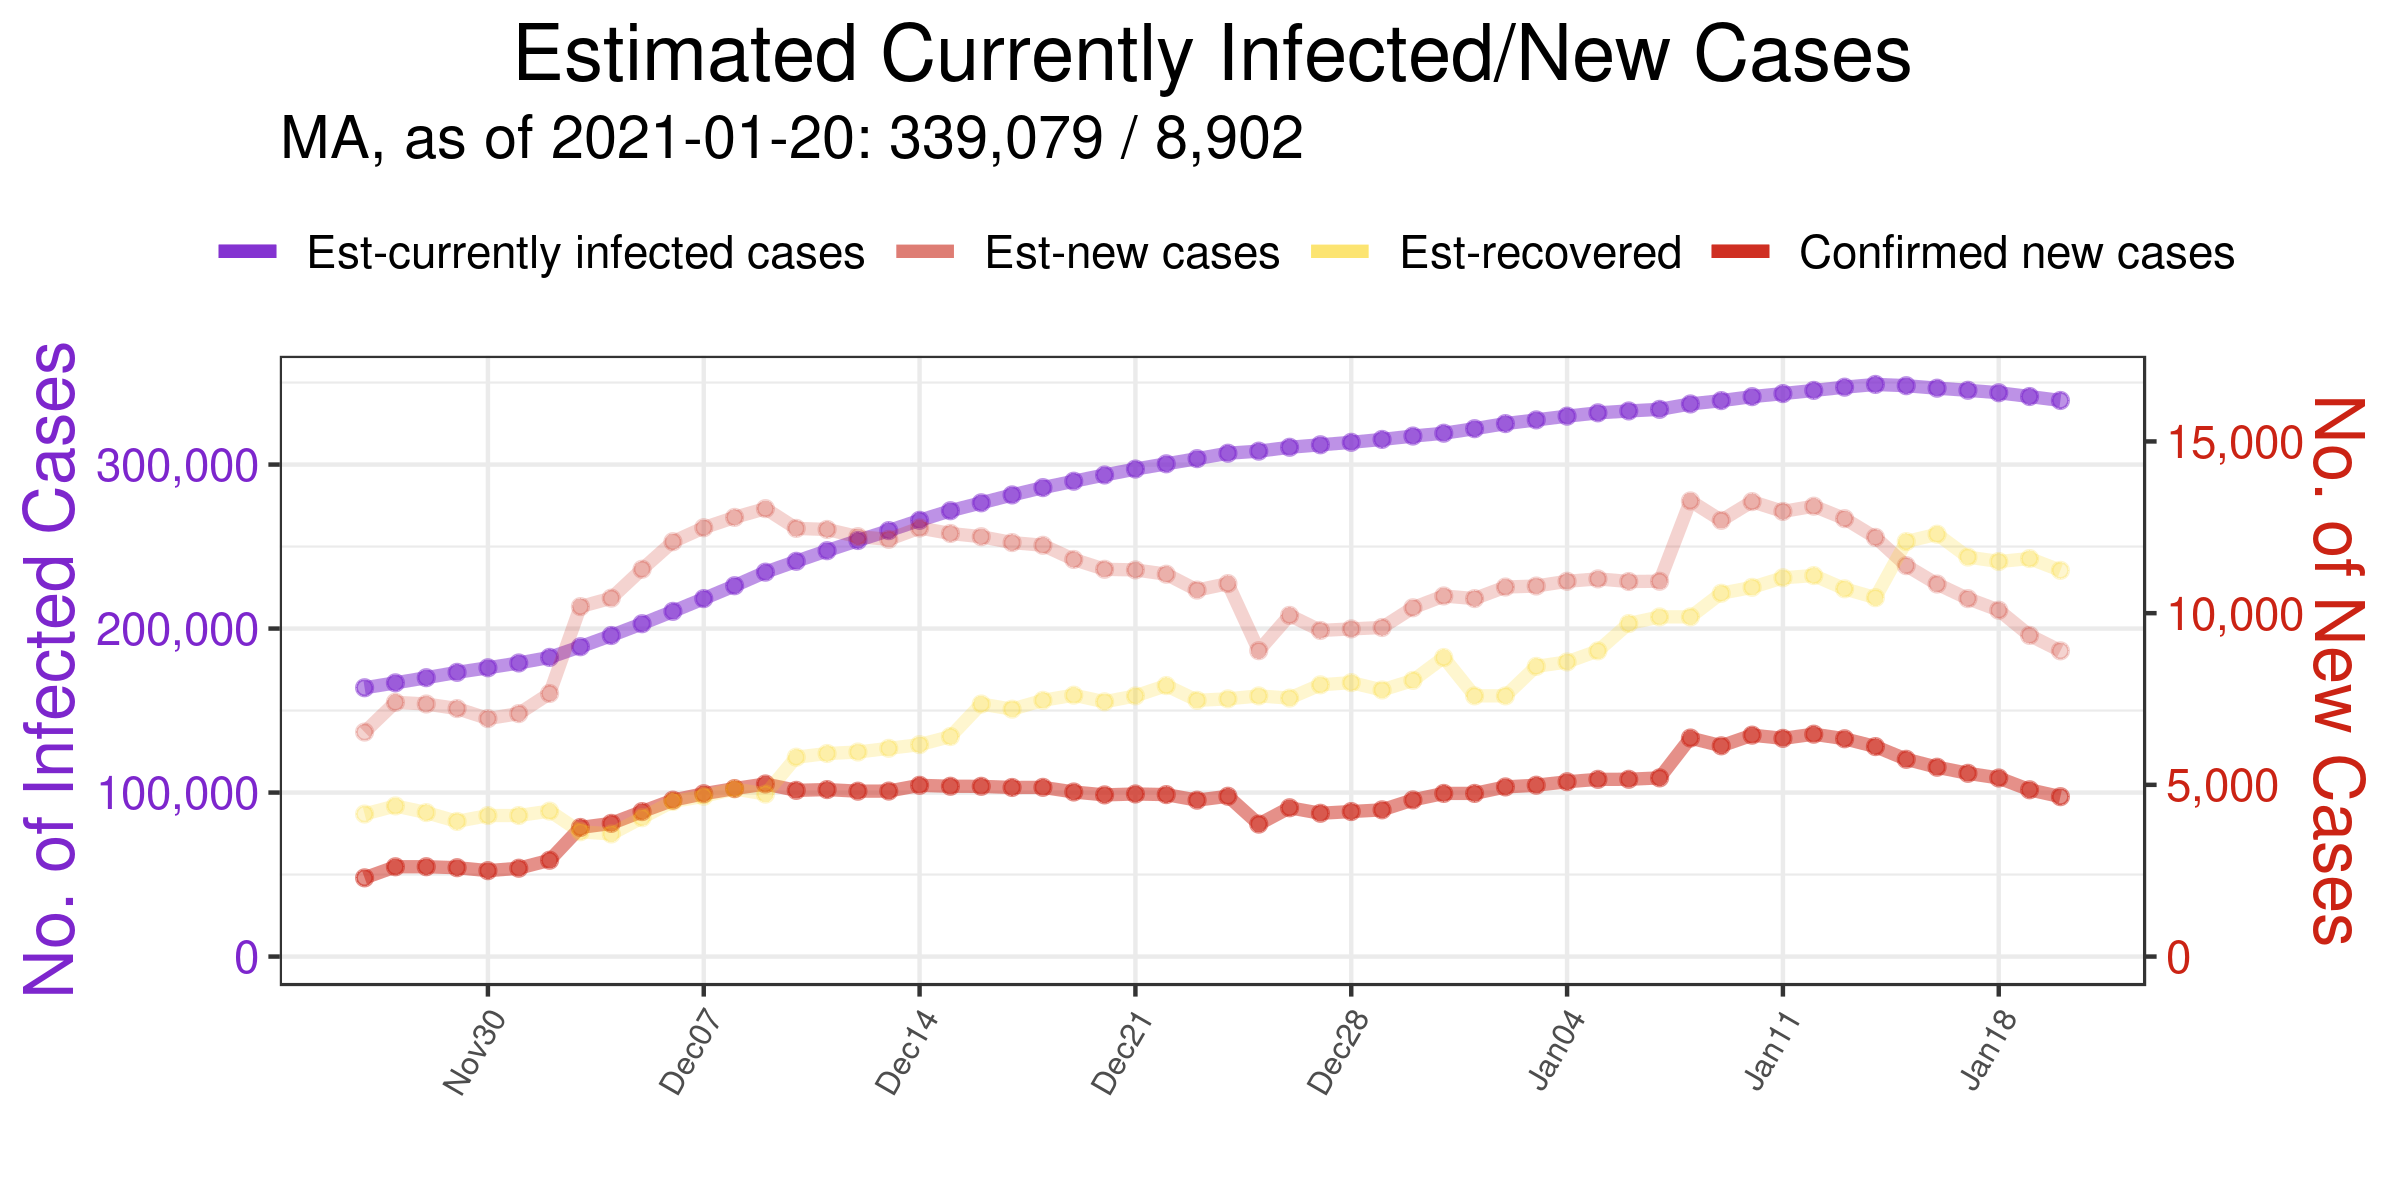 Estimated Currently Infected/New Cases
MA, as of 2021-01-20: 339,079 / 8,902
Est-currently infected cases Est-new cases Est-recovered Confirmed new cases
No. of Infected Cases
300,000
200,000
100,000
0
15,000
10,000
5,000
0
No. of New Cases
Nov30 Dec07 Dec14 Dec21 Dec28 Jan04 Jan11 Jan18